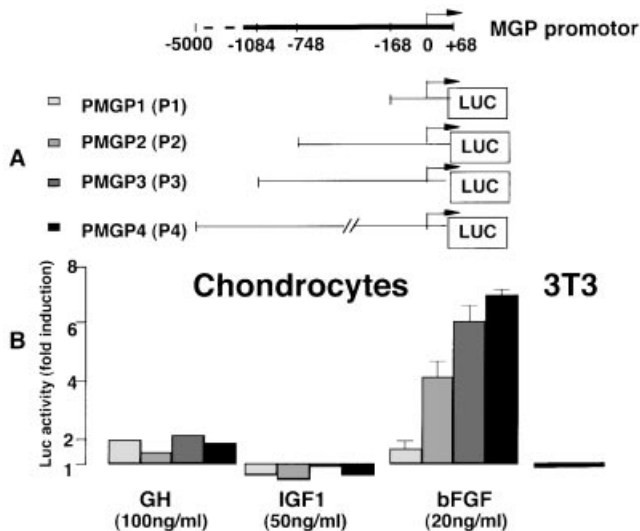 MGP promotor
-5000 -1084 -748 -168 0 +68
A
PMGP1 (P1) LUC
PMGP2 (P2) LUC
PMGP3 (P3) LUC
PMGP4 (P4) LUC
B
Luc activity (fold induction)
8
6
4
2
1
Chondrocytes 3T3
GH IGF1 bFGF
(100ng/ml) (50ng/ml) (20ng/ml)